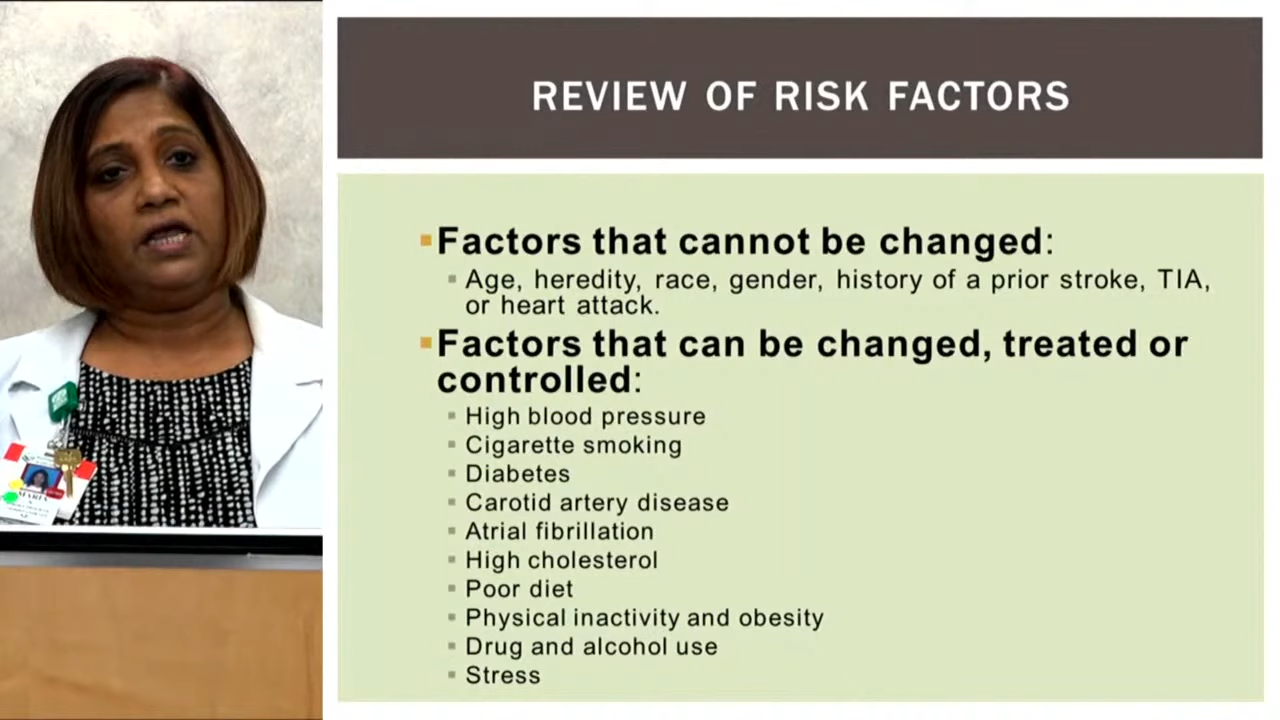 MARIA
REVIEW OF RISK FACTORS
Factors that cannot be changed:
Age, heredity, race, gender, history of a prior stroke, TIA,
or heart attack.
Factors that can be changed, treated or
controlled:
High blood pressure
Cigarette smoking
Diabetes
Carotid artery disease
Atrial fibrillation
High cholesterol
Poor diet
Physical inactivity and obesity
Drug and alcohol use
Stress